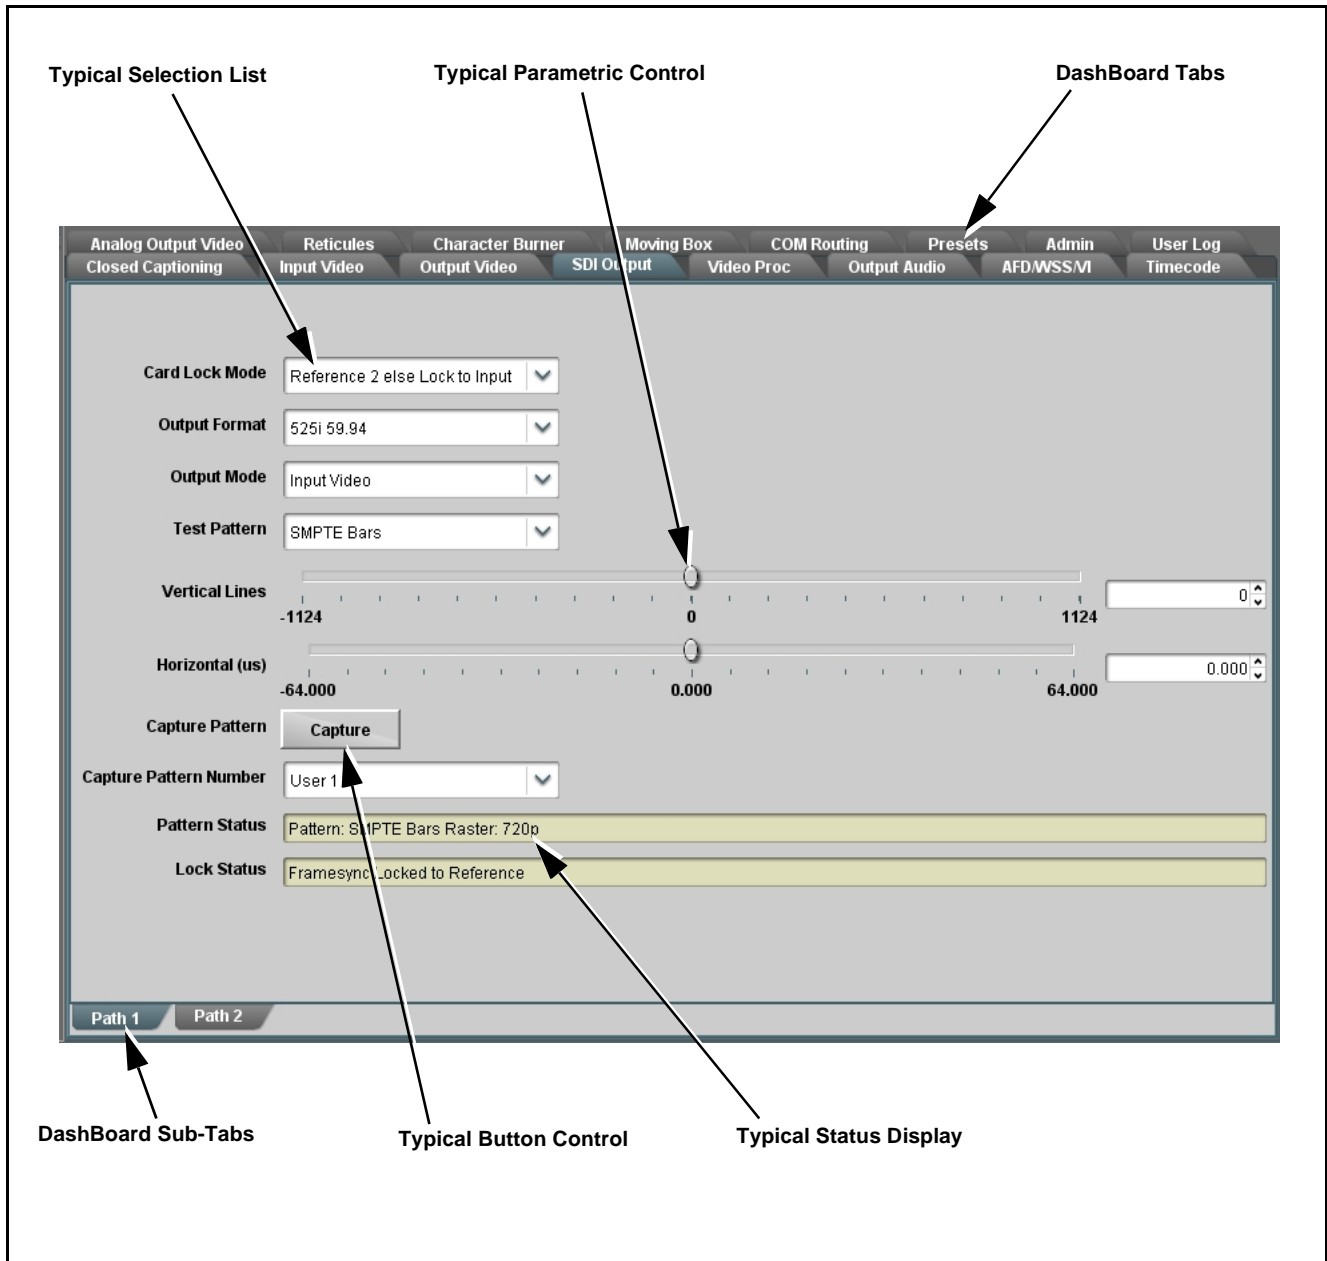 Typical Selection List Typical Parametric Control DashBoard Tabs
Analog Output Video Reticules Character Burner Moving Box COM Routing Presets Admin User Log
Closed Captioning Input Video Output Video SDI Output Video Proc Output Audio AFD/WSS/VI Timecode
Card Lock Mode Reference 2 else Lock to Input
Output Format 525i 59.94
Output Mode Input Video
Test Pattern SMPTE Bars
Vertical Lines 0
-1124 0 1124
Horizontal (us) 0.000
-64.000 0.000 64.000
Capture Pattern Capture
Capture Pattern Number User 1
Pattern Status Pattern: SMPTE Bars Raster: 720p
Lock Status Framesync Locked to Reference
Path 1 Path 2
DashBoard Sub-Tabs Typical Button Control Typical Status Display